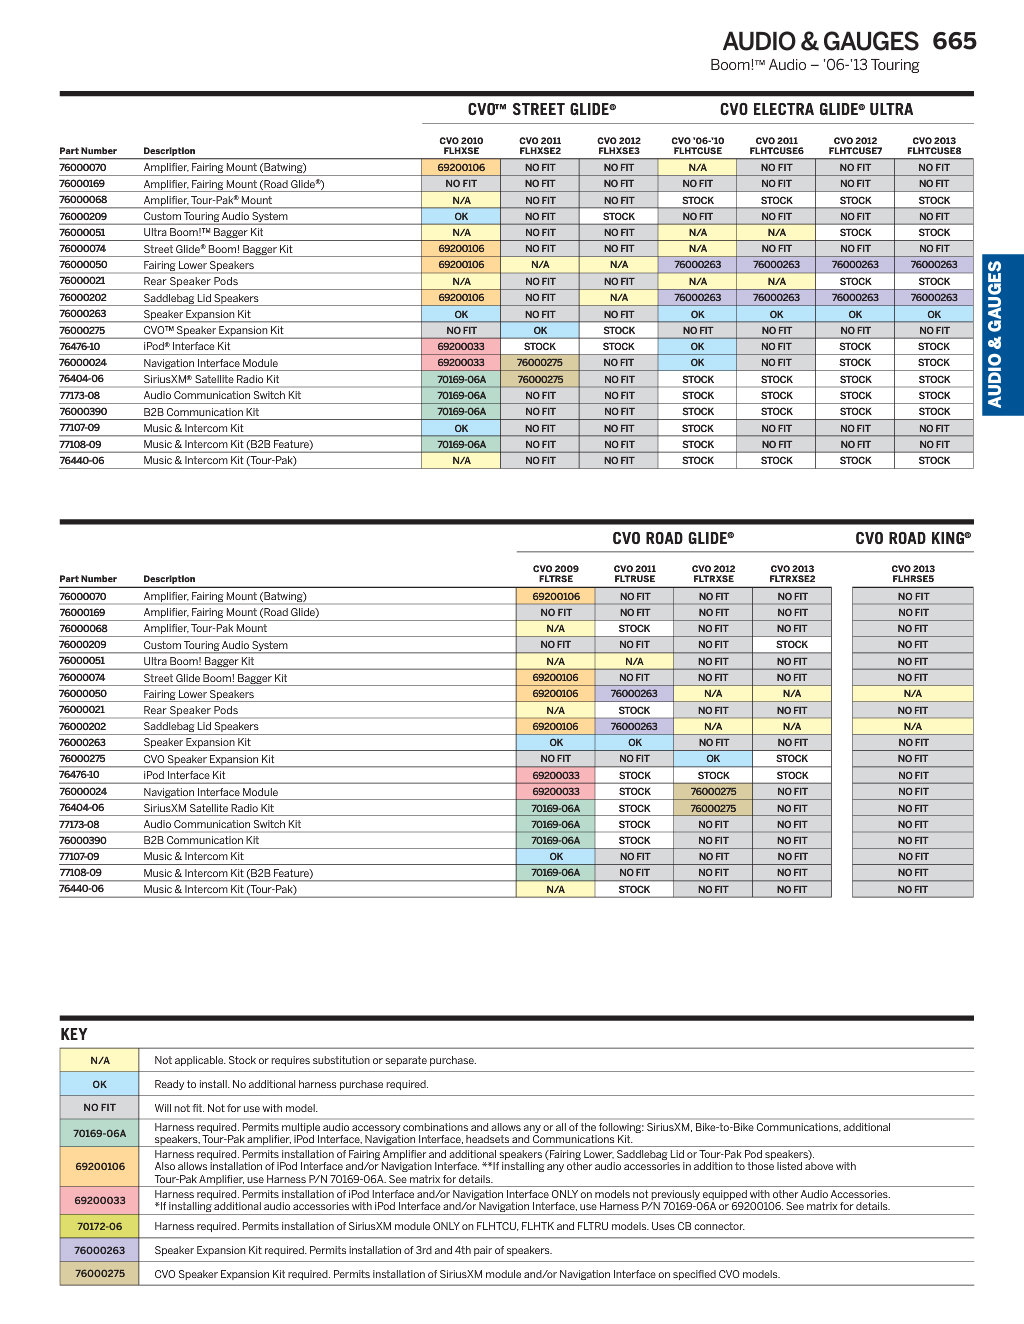 AUDIO & GAUGES 665
Boom!™ Audio – '06-'13 Touring
CVO™ STREET GLIDE® CVO ELECTRA GLIDE® ULTRA
CVO 2010 CVO 2011 CVO 2012 CVO '06-'10 CVO 2011 CVO 2012 CVO 2013
Part Number Description FLHXSE FLHXSE2 FLHXSE3 FLHTCUSE FLHTCUSE6 FLHTCUSE7 FLHTCUSE8
76000070 Amplifier, Fairing Mount (Batwing) 69200106 NO FIT NO FIT N/A NO FIT NO FIT NO FIT
76000169 Amplifier, Fairing Mount (Road Glide®) NO FIT NO FIT NO FIT NO FIT NO FIT NO FIT NO FIT
76000068 Amplifier, Tour-Pak® Mount N/A NO FIT NO FIT STOCK STOCK STOCK STOCK
76000209 Custom Touring Audio System OK NO FIT STOCK NO FIT NO FIT NO FIT NO FIT
76000051 Ultra Boom!™ Bagger Kit N/A NO FIT NO FIT N/A N/A STOCK STOCK
76000074 Street Glide® Boom! Bagger Kit 69200106 NO FIT NO FIT N/A NO FIT NO FIT NO FIT
76000050 Fairing Lower Speakers 69200106 N/A N/A 76000263 76000263 76000263 76000263
76000021 Rear Speaker Pods N/A NO FIT NO FIT N/A N/A STOCK STOCK
76000202 Saddlebag Lid Speakers 69200106 NO FIT N/A 76000263 76000263 76000263 76000263
76000263 Speaker Expansion Kit OK NO FIT NO FIT OK OK OK OK
76000275 CVO™ Speaker Expansion Kit NO FIT OK STOCK NO FIT NO FIT NO FIT NO FIT
76476-10 iPod® Interface Kit 69200033 STOCK STOCK OK NO FIT STOCK STOCK
76000024 Navigation Interface Module 69200033 76000275 NO FIT OK NO FIT STOCK STOCK
76404-06 SiriusXM® Satellite Radio Kit 70169-06A 76000275 NO FIT STOCK STOCK STOCK STOCK
77173-08 Audio Communication Switch Kit 70169-06A NO FIT NO FIT STOCK STOCK STOCK STOCK
76000390 B2B Communication Kit 70169-06A NO FIT NO FIT STOCK STOCK STOCK STOCK
77107-09 Music & Intercom Kit OK NO FIT NO FIT STOCK NO FIT NO FIT NO FIT
77108-09 Music & Intercom Kit (B2B Feature) 70169-06A NO FIT NO FIT STOCK NO FIT NO FIT NO FIT
76440-06 Music & Intercom Kit (Tour-Pak) N/A NO FIT NO FIT STOCK STOCK STOCK STOCK
AUDIO & GAUGES
CVO ROAD GLIDE® CVO ROAD KING®
CVO 2009 CVO 2011 CVO 2012 CVO 2013 CVO 2013
Part Number Description FLTRSE FLTRUSE FLTRXSE FLTRXSE2 FLHRSE5
76000070 Amplifier, Fairing Mount (Batwing) 69200106 NO FIT NO FIT NO FIT NO FIT
76000169 Amplifier, Fairing Mount (Road Glide) NO FIT NO FIT NO FIT NO FIT NO FIT
76000068 Amplifier, Tour-Pak Mount N/A STOCK NO FIT NO FIT NO FIT
76000209 Custom Touring Audio System NO FIT NO FIT NO FIT STOCK NO FIT
76000051 Ultra Boom! Bagger Kit N/A N/A NO FIT NO FIT NO FIT
76000074 Street Glide Boom! Bagger Kit 69200106 NO FIT NO FIT NO FIT NO FIT
76000050 Fairing Lower Speakers 69200106 76000263 N/A N/A N/A
76000021 Rear Speaker Pods N/A STOCK NO FIT NO FIT NO FIT
76000202 Saddlebag Lid Speakers 69200106 76000263 N/A N/A N/A
76000263 Speaker Expansion Kit OK OK NO FIT NO FIT NO FIT
76000275 CVO Speaker Expansion Kit NO FIT NO FIT OK STOCK NO FIT
76476-10 iPod Interface Kit 69200033 STOCK STOCK STOCK NO FIT
76000024 Navigation Interface Module 69200033 STOCK 76000275 NO FIT NO FIT
76404-06 SiriusXM Satellite Radio Kit 70169-06A STOCK 76000275 NO FIT NO FIT
77173-08 Audio Communication Switch Kit 70169-06A STOCK NO FIT NO FIT NO FIT
76000390 B2B Communication Kit 70169-06A STOCK NO FIT NO FIT NO FIT
77107-09 Music & Intercom Kit OK NO FIT NO FIT NO FIT NO FIT
77108-09 Music & Intercom Kit (B2B Feature) 70169-06A NO FIT NO FIT NO FIT NO FIT
76440-06 Music & Intercom Kit (Tour-Pak) N/A STOCK NO FIT NO FIT NO FIT
KEY
N/A Not applicable. Stock or requires substitution or separate purchase.
OK Ready to install. No additional harness purchase required.
NO FIT Will not fit. Not for use with model.
70169-06A Harness required. Permits multiple audio accessory combinations and allows any or all of the following: SiriusXM, Bike-to-Bike Communications, additional
speakers, Tour-Pak amplifier, iPod Interface, Navigation Interface, headsets and Communications Kit.
69200106 Harness required. Permits installation of Fairing Amplifier and additional speakers (Fairing Lower, Saddlebag Lid or Tour-Pak Pod speakers).
Also allows installation of iPod Interface and/or Navigation Interface. **If installing any other audio accessories in addition to those listed above with
Tour-Pak Amplifier, use Harness P/N 70169-06A. See matrix for details.
69200033 Harness required. Permits installation of iPod Interface and/or Navigation Interface ONLY on models not previously equipped with other Audio Accessories.
*If installing additional audio accessories with iPod Interface and/or Navigation Interface, use Harness P/N 70169-06A or 69200106. See matrix for details.
70172-06 Harness required. Permits installation of SiriusXM module ONLY on FLHTCU, FLHTK and FLTRU models. Uses CB connector.
76000263 Speaker Expansion Kit required. Permits installation of 3rd and 4th pair of speakers.
76000275 CVO Speaker Expansion Kit required. Permits installation of SiriusXM module and/or Navigation Interface on specified CVO models.